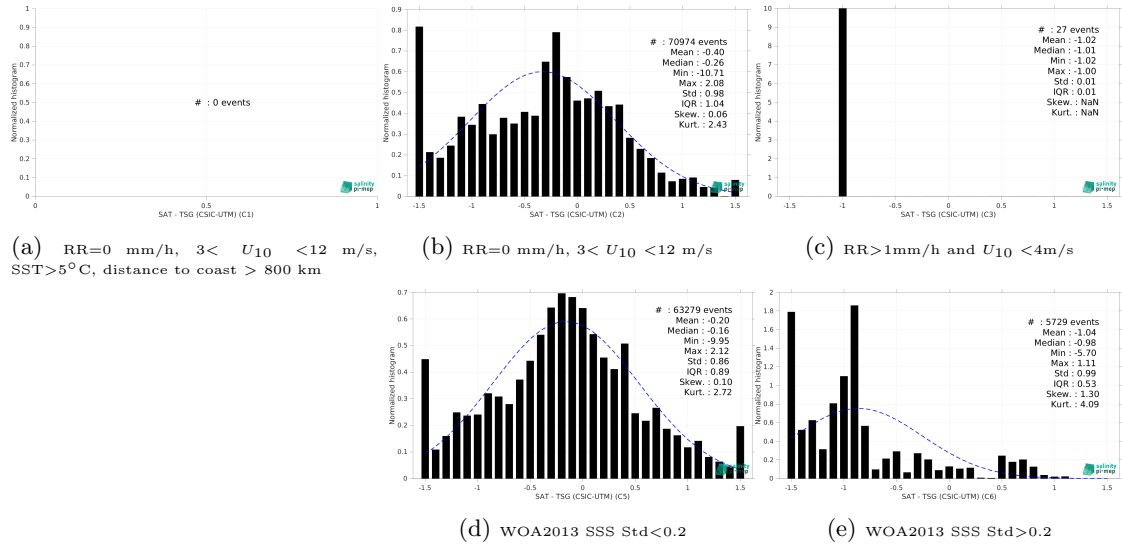 1
0.9
0.8
0.7
0.6
0.5
0.4
0.3
0.2
0.1
0
Normalized histogram
# : 0 events
salinity
pi-mep
0
0.5
1
SAT - TSG (CSIC-UTM) (C1)
(a) RR=0 mm/h, 3< U10 <12 m/s,
SST>5°C, distance to coast > 800 km
0.9
0.8
0.7
0.6
0.5
0.4
0.3
0.2
0.1
0
Normalized histogram
# : 70974 events
Mean : -0.40
Median : -0.26
Min : -10.71
Max : 2.08
Std : 0.98
IQR : 1.04
Skew. : 0.06
Kurt. : 2.43
salinity
pi-mep
-1.5
-1
-0.5
0
0.5
1
1.5
SAT - TSG (CSIC-UTM) (C2)
(b) RR=0 mm/h, 3< U10 <12 m/s
10
9
8
7
6
5
4
3
2
1
0
Normalized histogram
# : 27 events
Mean : -1.02
Median : -1.01
Min : -1.02
Max : -1.00
Std : 0.01
IQR : 0.01
Skew. : NaN
Kurt. : NaN
salinity
pi-mep
-1.5
-1
-0.5
0
0.5
1
1.5
SAT - TSG (CSIC-UTM) (C3)
(c) RR>1mm/h and U10 <4m/s
0.7
0.6
0.5
0.4
0.3
0.2
0.1
0
Normalized histogram
# : 63279 events
Mean : -0.20
Median : -0.16
Min : -9.95
Max : 2.12
Std : 0.86
IQR : 0.89
Skew. : 0.10
Kurt. : 2.72
salinity
pi-mep
-1.5
-1
-0.5
0
0.5
1
1.5
SAT - TSG (CSIC-UTM) (C5)
(d) WOA2013 SSS Std<0.2
2
1.8
1.6
1.4
1.2
1
0.8
0.6
0.4
0.2
0
Normalized histogram
# : 5729 events
Mean : -1.04
Median : -0.98
Min : -5.70
Max : 1.11
Std : 0.99
IQR : 0.53
Skew. : 1.30
Kurt. : 4.09
salinity
pi-mep
-1.5
-1
-0.5
0
0.5
1
1.5
SAT - TSG (CSIC-UTM) (C6)
(e) WOA2013 SSS Std>0.2